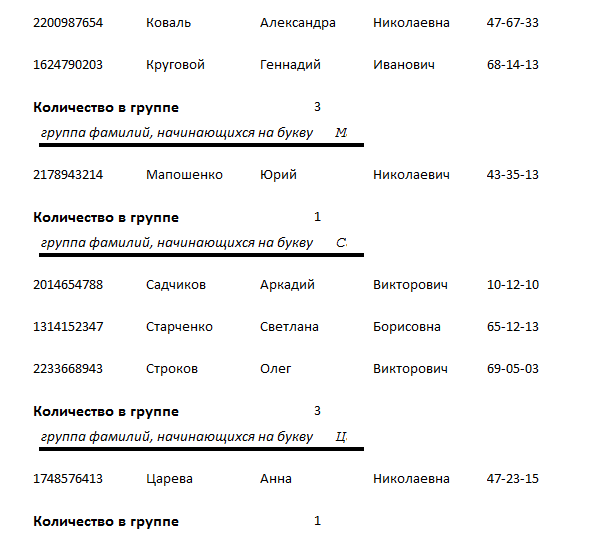 2200987654 Коваль Александра Николаевна 47-67-33
1624790203 Круговой Геннадий Иванович 68-14-13
Количество в группе 3
группа фамилий, начинающихся на букву М
2178943214 Мапошенко Юрий Николаевич 43-35-13
Количество в группе 1
группа фамилий, начинающихся на букву С
2014654788 Садчиков Аркадий Викторович 10-12-10
1314152347 Старченко Светлана Борисовна 65-12-13
2233668943 Строков Олег Викторович 69-05-03
Количество в группе 3
группа фамилий, начинающихся на букву Ц
1748576413 Царева Анна Николаевна 47-23-15
Количество в группе 1